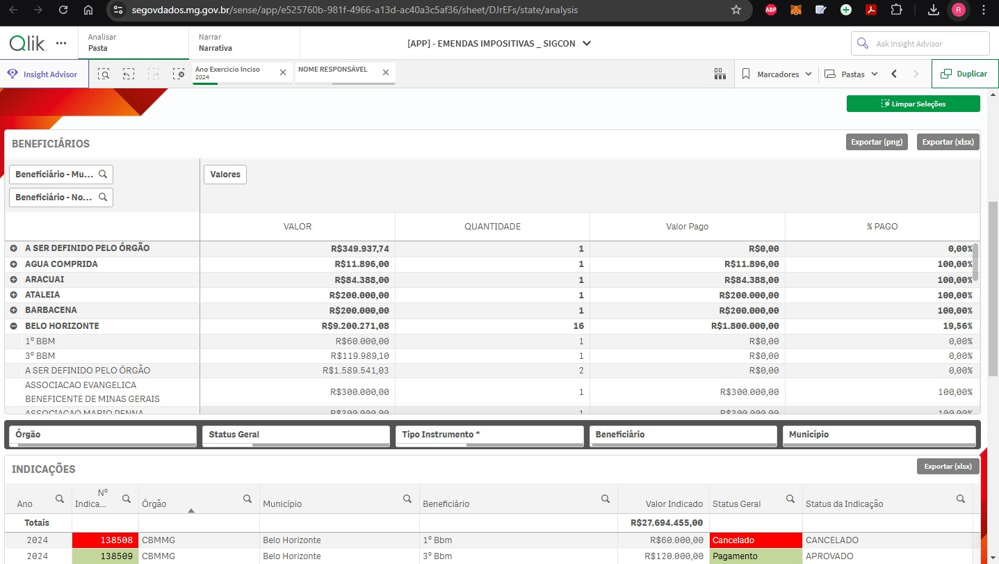 segovdados.mg.gov.br/sense/app/e525760b-981f-4966-a13d-ac40a3c5af36/sheet/DJrEFs/state/analysis
ABP
R
Qlik
Analisar
Pasta
Narrar
Narrativa
[APP] - EMENDAS IMPOSITIVAS _ SIGCON
Ask Insight Advisor
Insight Advisor
Ano Exercicio Inciso
2024
NOME RESPONSÁVEL
Marcadores
Pastas
Duplicar
Limpar Seleções
BENEFICIÁRIOS
Exportar (png)
Exportar (xlsx)
Beneficiário - Mu...
Valores
Beneficiário - No...
VALOR QUANTIDADE Valor Pago % PAGO
A SER DEFINIDO PELO ÓRGÃO R$349.937,74 1 R$0,00 0,00%
AGUA COMPRIDA R$11.896,00 1 R$11.896,00 100,00%
ARACUAI R$84.388,00 1 R$84.388,00 100,00%
ATALEIA R$200.000,00 1 R$200.000,00 100,00%
BARBACENA R$200.000,00 1 R$200.000,00 100,00%
BELO HORIZONTE R$9.200.271,08 16 R$1.800.000,00 19,56%
1º BBM R$60.000,00 1 R$0,00 0,00%
3º BBM R$119.989,10 1 R$0,00 0,00%
A SER DEFINIDO PELO ÓRGÃO R$1.589.541,03 2 R$0,00 0,00%
ASSOCIACAO EVANGELICA
BENEFICENTE DE MINAS GERAIS R$300.000,00 1 R$300.000,00 100,00%
ASSOCIACAO MARIO PENNA R$300.000,00 1 R$300.000,00 100,00%
Órgão
Status Geral
Tipo Instrumento *
Beneficiário
Município
INDICAÇÕES
Exportar (xlsx)
Ano Nº
Indica... Órgão Município Beneficiário Valor Indicado Status Geral Status da Indicação
Totais R$27.694.455,00
2024 138508 CBMMG Belo Horizonte 1º Bbm R$60.000,00 Cancelado CANCELADO
2024 138509 CBMMG Belo Horizonte 3º Bbm R$120.000,00 Pagamento APROVADO